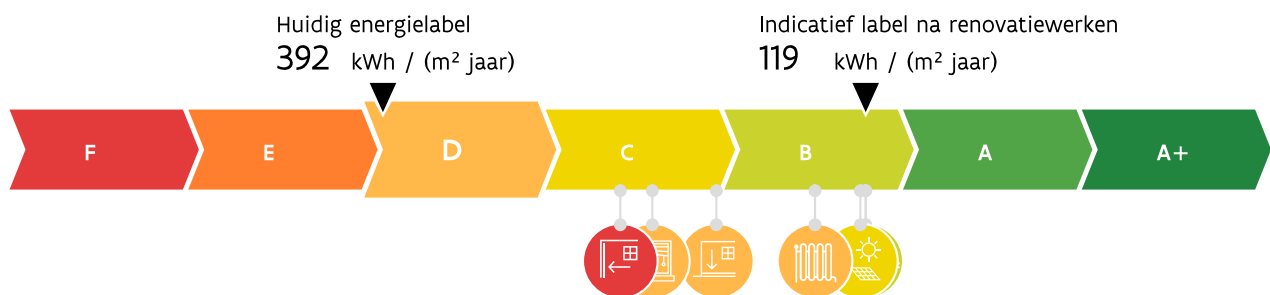 Huidig energielabel
392 kWh / (m² jaar)
Indicatief label na renovatiewerken
119 kWh / (m² jaar)
F E D C B A A+